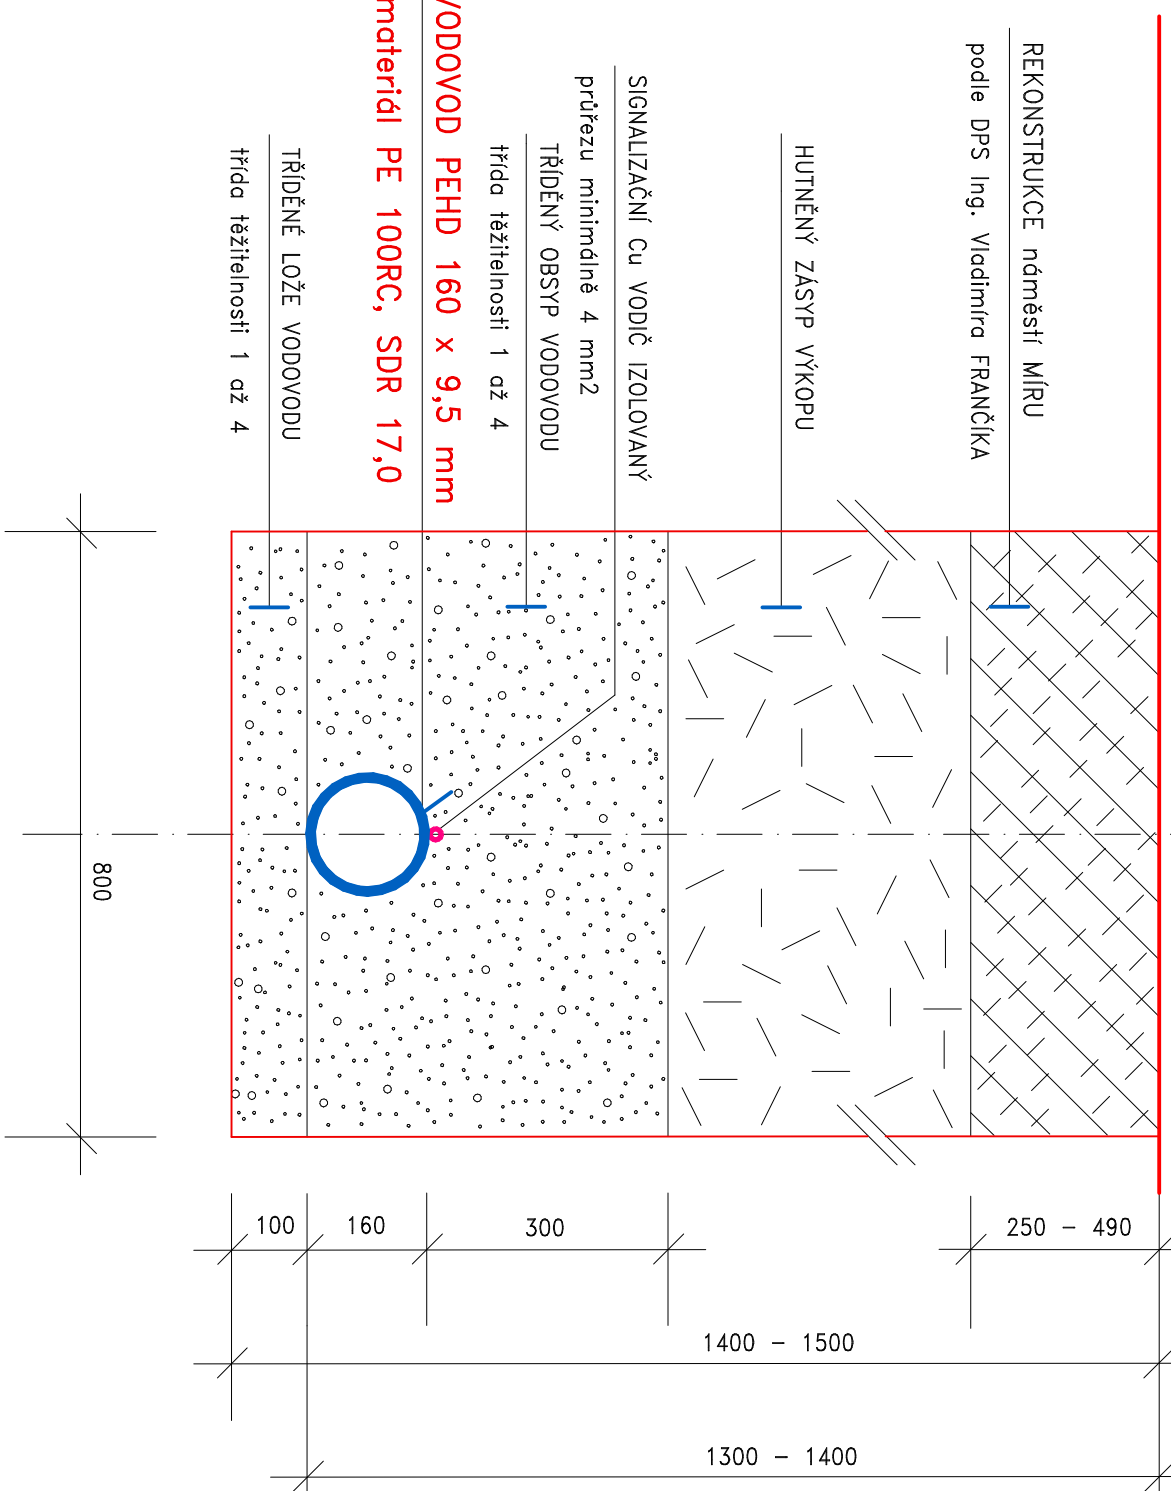 REKONSTRUKCE náměstí MÍRU
podle DPS Ing. Vladimíra FRANČÍKA
HUTNĚNÝ ZÁSYP VÝKOPU
SIGNALIZAČNÍ Cu VODIČ IZOLOVANÝ
průřezu minimálně 4 mm2
TŘÍDĚNÝ OBSYP VODOVODU
třída těžitelnosti 1 až 4
VODOVOD PEHD 160 x 9,5 mm
materiál PE 100RC, SDR 17,0
TŘÍDĚNÉ LOŽE VODOVODU
třída těžitelnosti 1 až 4
800
100
160
300
250 – 490
1400 – 1500
1300 – 1400